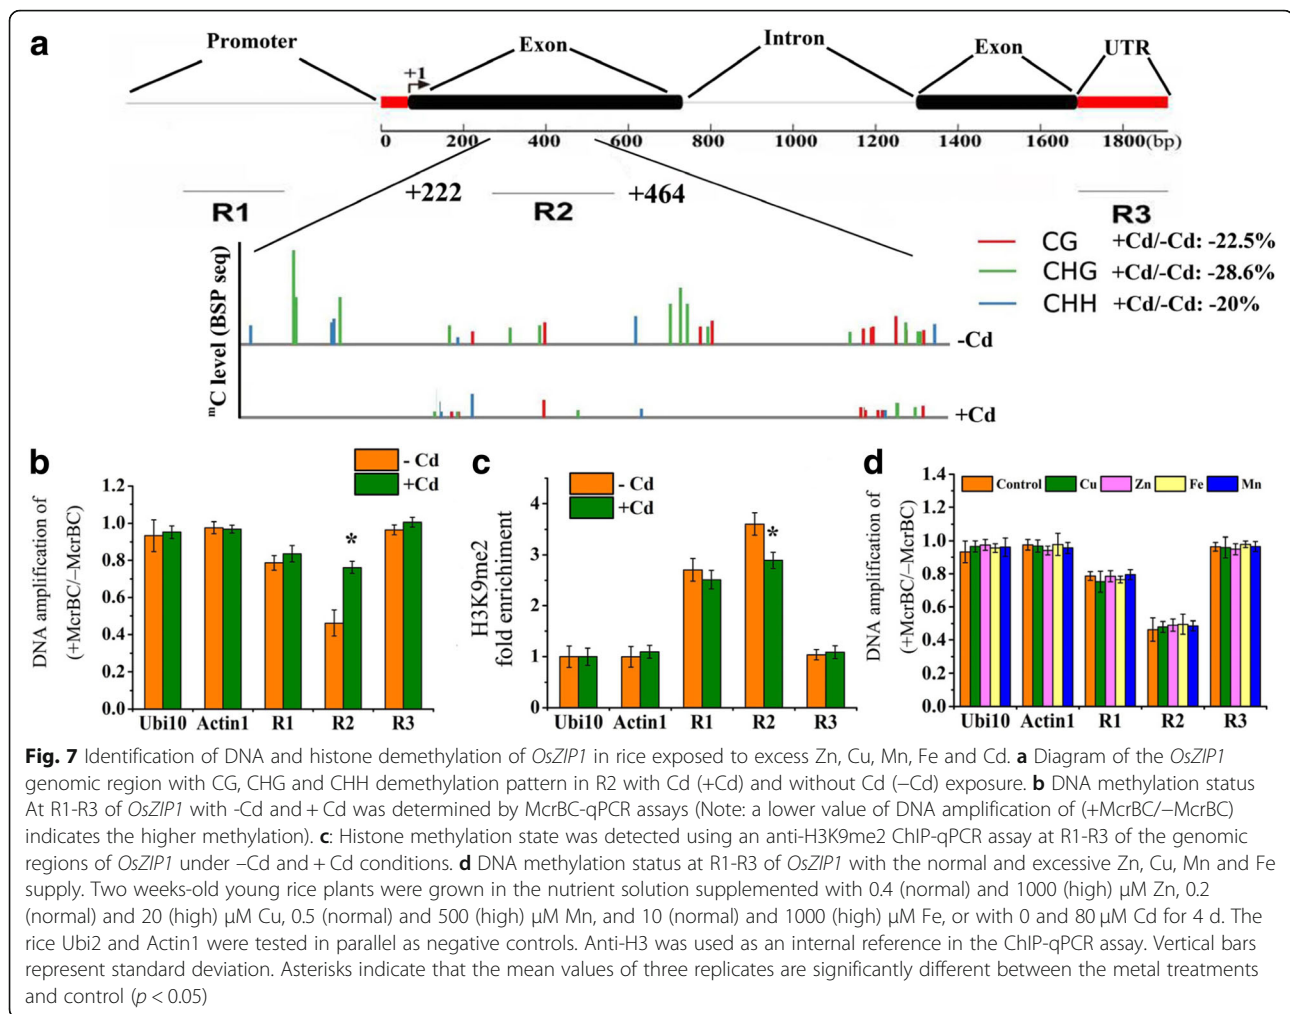 a
Promoter
Exon
Intron
Exon
UTR
+1
0 200 400 600 800 1000 1200 1400 1600 1800(bp)
+222
+464
R1
R2
R3
CG +Cd/-Cd: -22.5%
CHG +Cd/-Cd: -28.6%
CHH +Cd/-Cd: -20%
ᵐC level (BSP seq)
-Cd
+Cd
b
- Cd
+Cd
DNA amplification of
(+McrBC/−McrBC)
1.2
1.0
0.8
0.6
0.4
0.2
0.0
*
Ubi10 Actin1 R1 R2 R3
c
- Cd
+Cd
H3K9me2
fold enrichment
4
3
2
1
0
*
Ubi10 Actin1 R1 R2 R3
d
Control Cu Zn Fe Mn
DNA amplification of
(+McrBC/−McrBC)
1.4
1.2
1.0
0.8
0.6
0.4
0.2
0.0
Ubi10 Actin1 R1 R2 R3
Fig. 7 Identification of DNA and histone demethylation of OsZIP1 in rice exposed to excess Zn, Cu, Mn, Fe and Cd. a Diagram of the OsZIP1
genomic region with CG, CHG and CHH demethylation pattern in R2 with Cd (+Cd) and without Cd (−Cd) exposure. b DNA methylation status
At R1-R3 of OsZIP1 with -Cd and + Cd was determined by McrBC-qPCR assays (Note: a lower value of DNA amplification of (+McrBC/−McrBC)
indicates the higher methylation). c: Histone methylation state was detected using an anti-H3K9me2 ChIP-qPCR assay at R1-R3 of the genomic
regions of OsZIP1 under −Cd and + Cd conditions. d DNA methylation status at R1-R3 of OsZIP1 with the normal and excessive Zn, Cu, Mn and Fe
supply. Two weeks-old young rice plants were grown in the nutrient solution supplemented with 0.4 (normal) and 1000 (high) μM Zn, 0.2
(normal) and 20 (high) μM Cu, 0.5 (normal) and 500 (high) μM Mn, and 10 (normal) and 1000 (high) μM Fe, or with 0 and 80 μM Cd for 4 d. The
rice Ubi2 and Actin1 were tested in parallel as negative controls. Anti-H3 was used as an internal reference in the ChIP-qPCR assay. Vertical bars
represent standard deviation. Asterisks indicate that the mean values of three replicates are significantly different between the metal treatments
and control (p < 0.05)